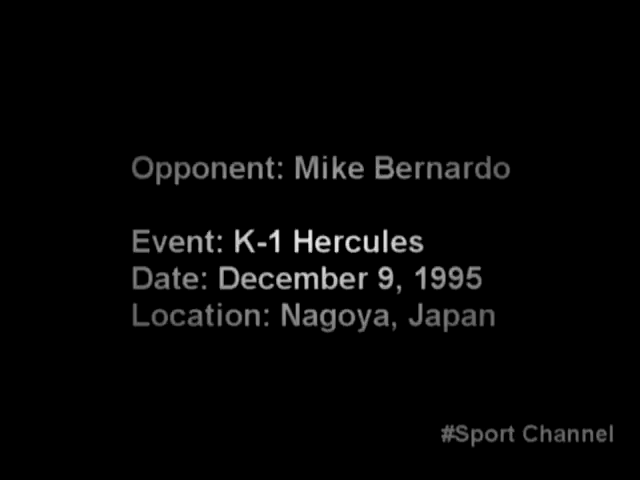 Opponent: Mike Bernardo
Event: K-1 Hercules
Date: December 9, 1995
Location: Nagoya, Japan
#Sport Channel